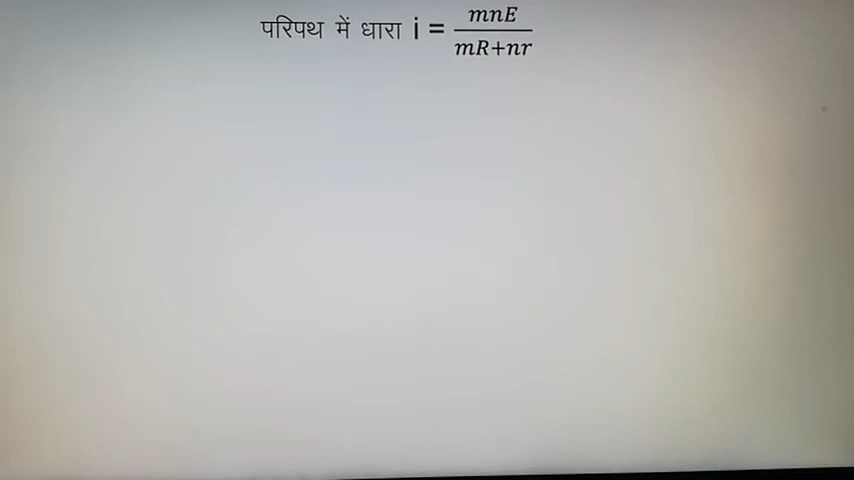 परिपथ में धारा i = mnE / mR+nr